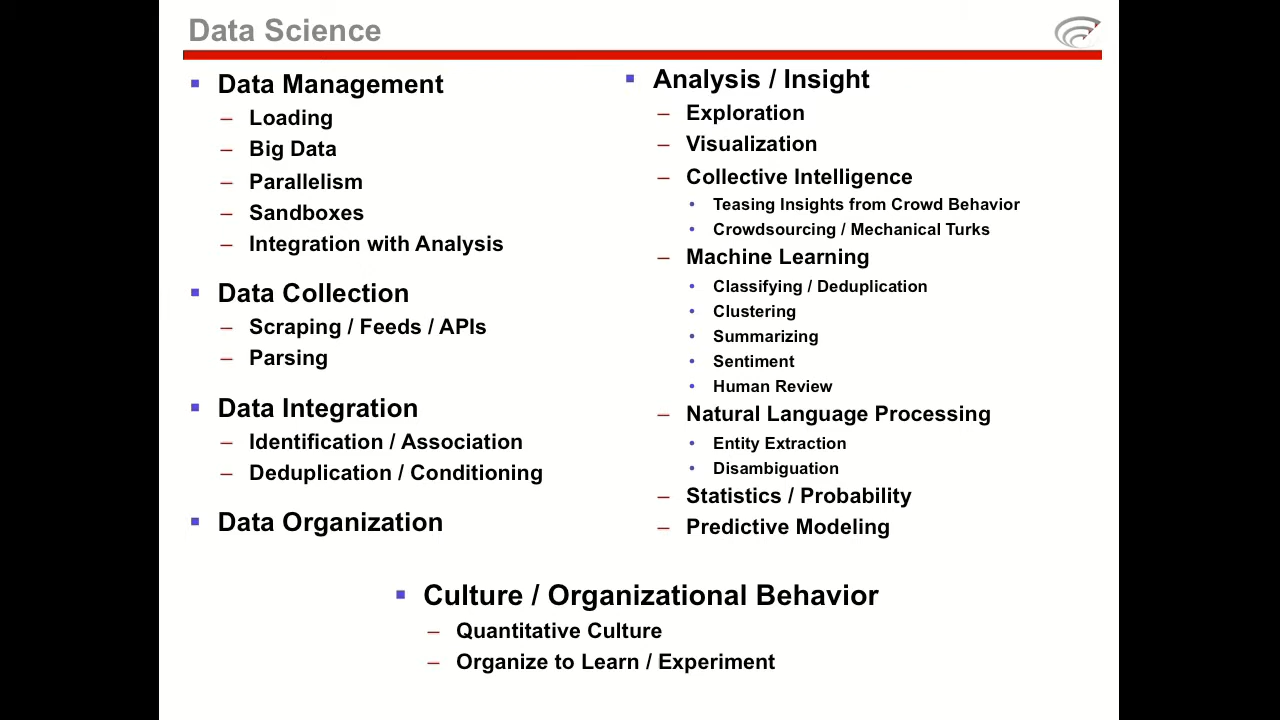 Data Science
Data Management
– Loading
– Big Data
– Parallelism
– Sandboxes
– Integration with Analysis
Data Collection
– Scraping / Feeds / APIs
– Parsing
Data Integration
– Identification / Association
– Deduplication / Conditioning
Data Organization
Analysis / Insight
– Exploration
– Visualization
– Collective Intelligence
• Teasing Insights from Crowd Behavior
• Crowdsourcing / Mechanical Turks
– Machine Learning
• Classifying / Deduplication
• Clustering
• Summarizing
• Sentiment
• Human Review
– Natural Language Processing
• Entity Extraction
• Disambiguation
– Statistics / Probability
– Predictive Modeling
Culture / Organizational Behavior
– Quantitative Culture
– Organize to Learn / Experiment